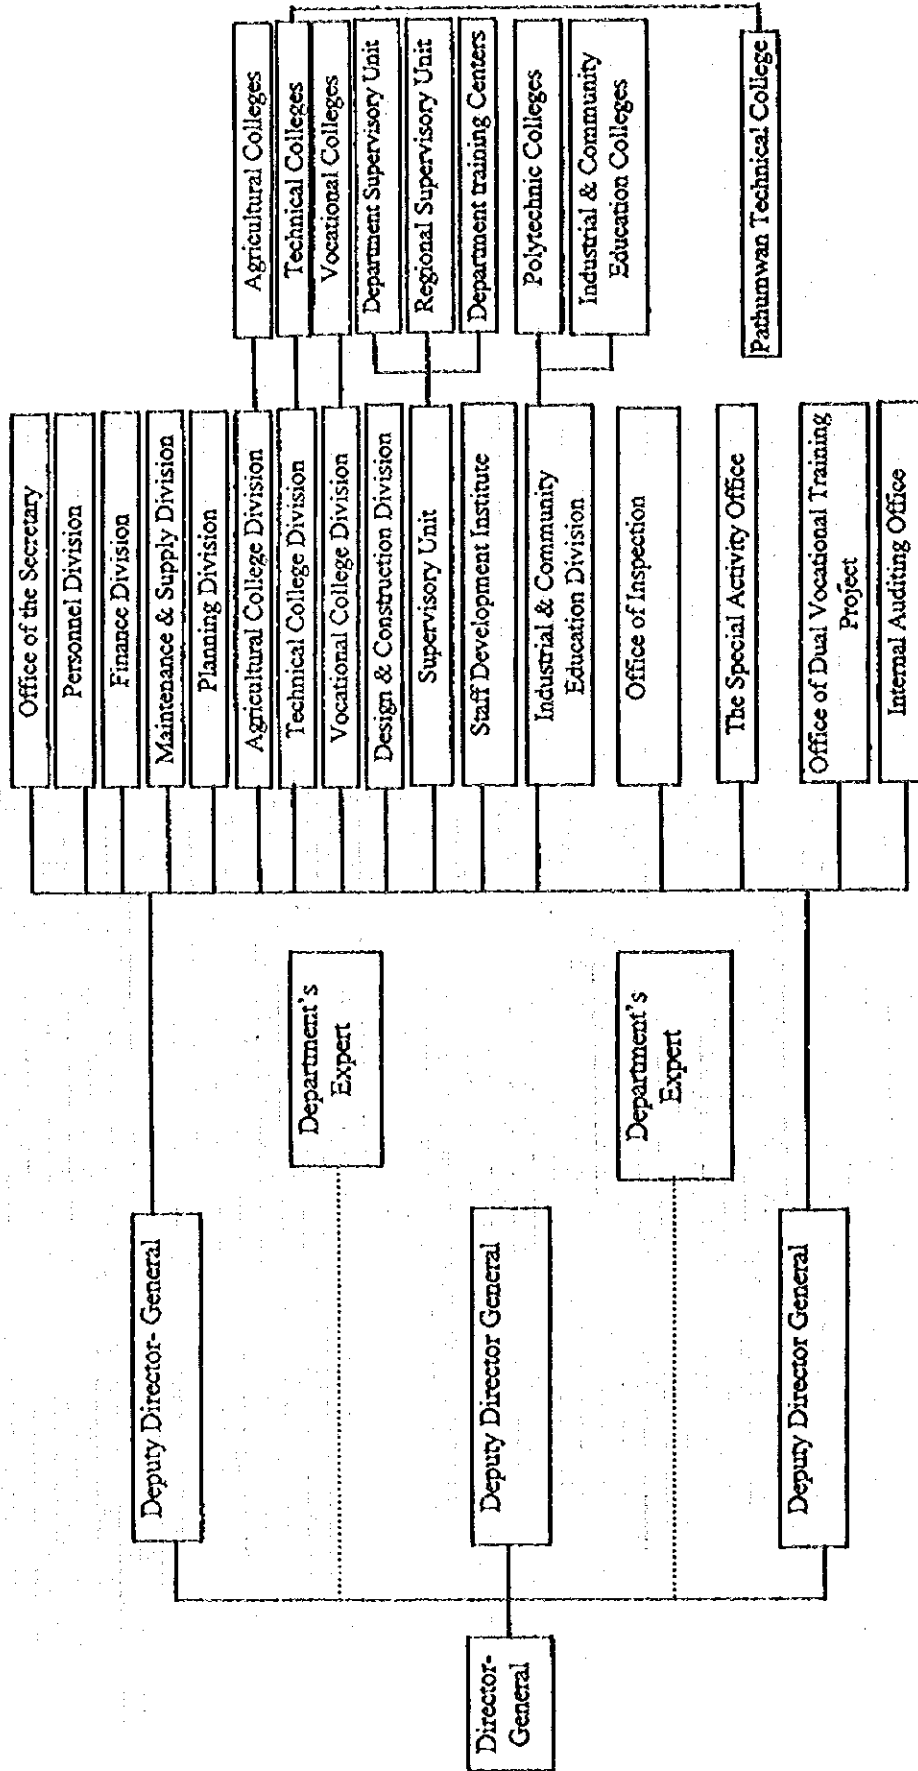 Director-
General
Deputy Director- General
Deputy Director General
Deputy Director General
Department's
Expert
Department's
Expert
Office of the Secretary
Personnel Division
Finance Division
Maintenance & Supply Division
Planning Division
Agricultural College Division
Technical College Division
Vocational College Division
Design & Construction Division
Supervisory Unit
Staff Development Institute
Industrial & Community
Education Division
Office of Inspection
The Special Activity Office
Office of Dual Vocational Training
Project
Internal Auditing Office
Agricultural Colleges
Technical Colleges
Vocational Colleges
Department Supervisory Unit
Regional Supervisory Unit
Department training Centers
Polytechnic Colleges
Industrial & Community
Education Colleges
Pathumwan Technical College